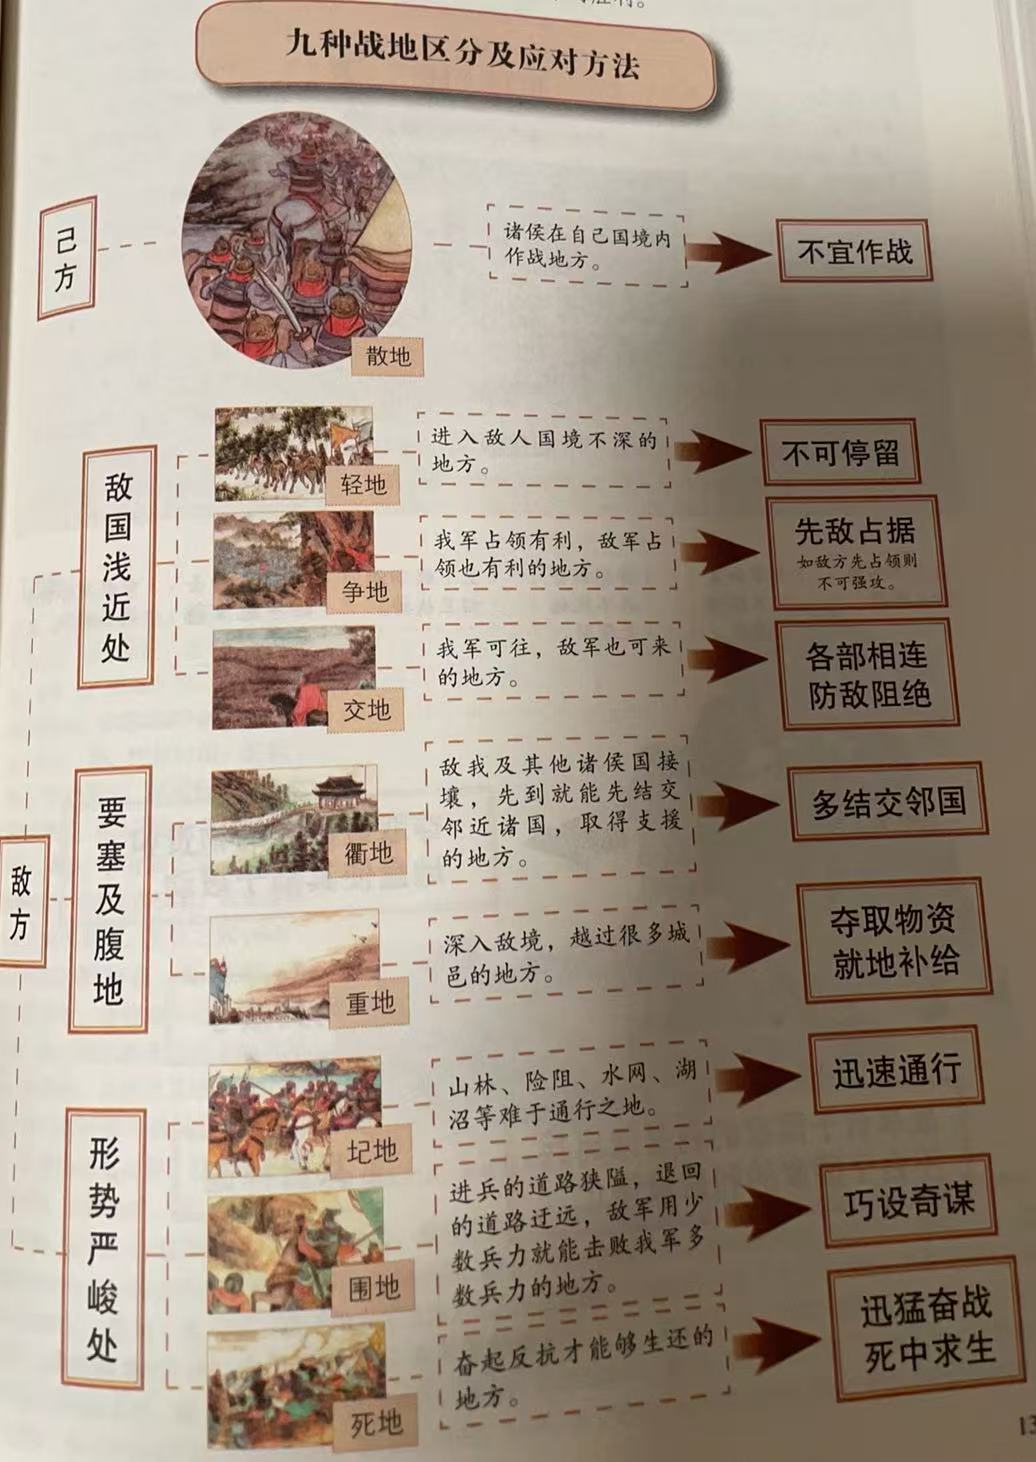 九种战地区分及应对方法
己方
散地
诸侯在自己国境内
作战地方。
不宜作战
敌方
敌国浅近处
轻地
进入敌人国境不深的
地方。
不可停留
争地
我军占领有利，敌军占
领也有利的地方。
先敌占据
如敌方先占领则
不可强攻。
交地
我军可往，敌军也可来
的地方。
各部相连
防敌阻绝
要塞及腹地
衢地
敌我及其他诸侯国接
壤，先到就能先结交
邻近诸国，取得支援
的地方。
多结交邻国
重地
深入敌境，越过很多城
邑的地方。
夺取物资
就地补给
形势严峻处
圮地
山林、险阻、水网、湖
沼等难于通行之地。
迅速通行
围地
进兵的道路狭隘，退回
的道路迂远，敌军用少
数兵力就能击败我军多
数兵力的地方。
巧设奇谋
死地
奋起反抗才能够生还的
地方。
迅猛奋战
死中求生